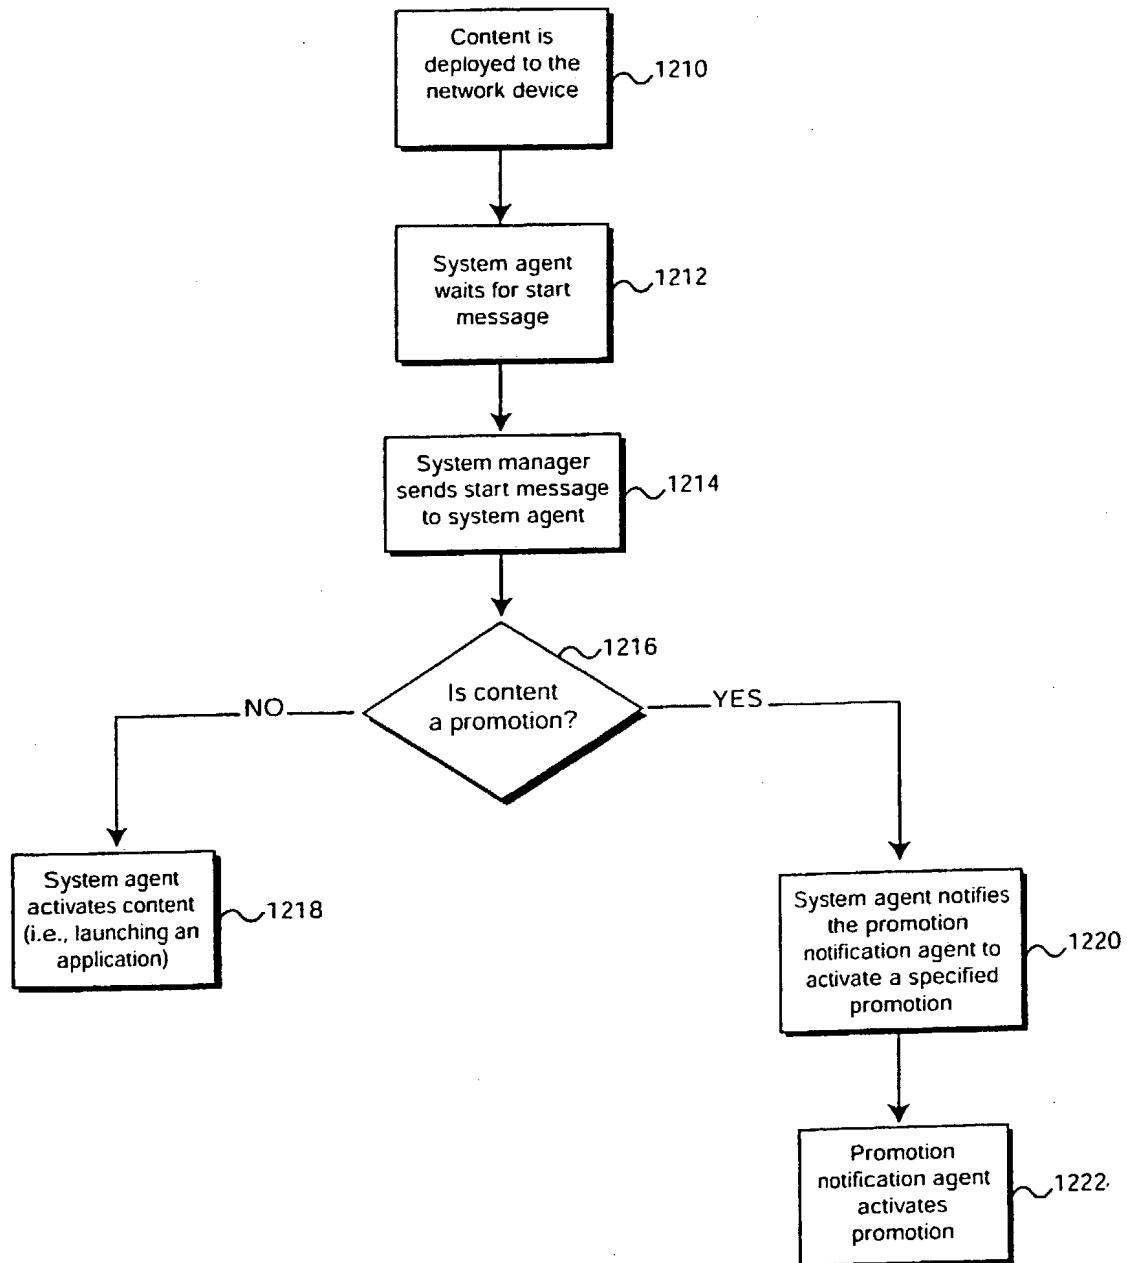 Content is
deployed to the
network device
1210
System agent
waits for start
message
1212
System manager
sends start message
to system agent
1214
1216
Is content
a promotion?
NO
YES
System agent
activates content
(i.e., launching an
application)
1218
System agent notifies
the promotion
notification agent to
activate a specified
promotion
1220
Promotion
notification agent
activates
promotion
1222